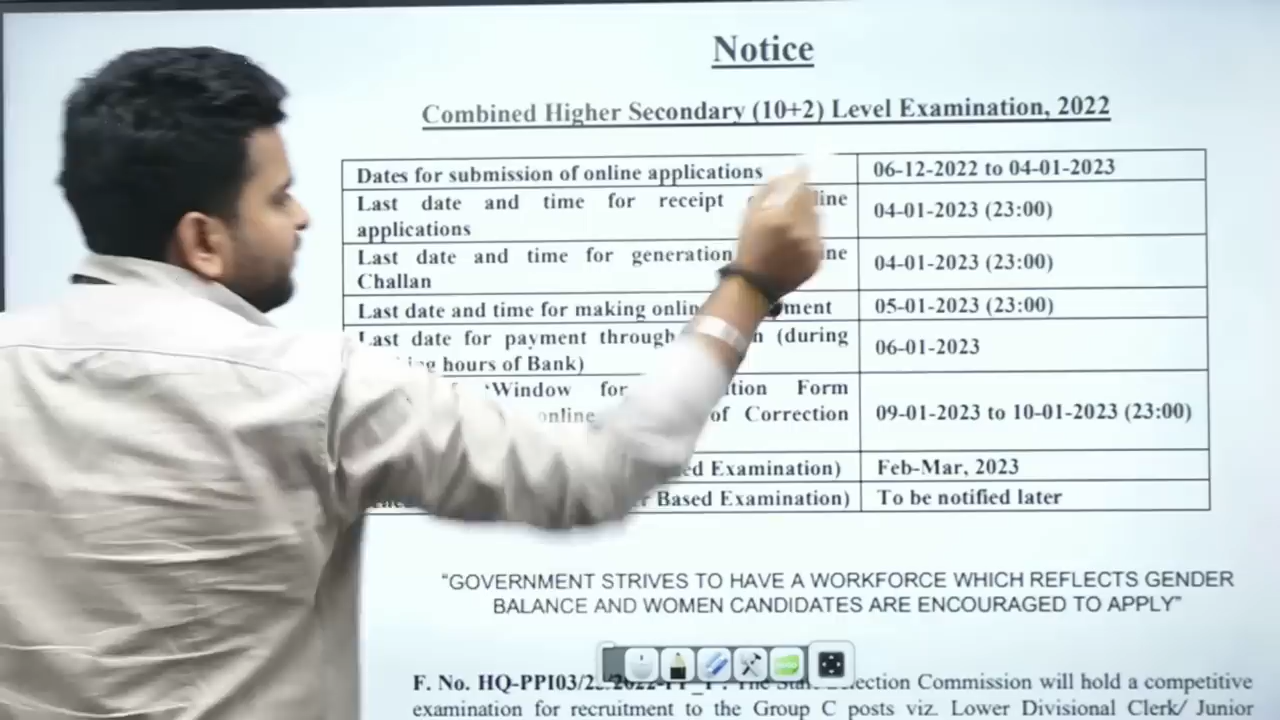 Notice
Combined Higher Secondary (10+2) Level Examination, 2022
Dates for submission of online applications 06-12-2022 to 04-01-2023
Last date and time for receipt
applications 04-01-2023 (23:00)
Last date and time for generation
Challan 04-01-2023 (23:00)
Last date and time for making 05-01-2023 (23:00)
Last date for payment through (during
hours of Bank) 06-01-2023
‘Window for Form
online of Correction 09-01-2023 to 10-01-2023 (23:00)
Examination) Feb-Mar, 2023
Based Examination) To be notified later
“GOVERNMENT STRIVES TO HAVE A WORKFORCE WHICH REFLECTS GENDER
BALANCE AND WOMEN CANDIDATES ARE ENCOURAGED TO APPLY”
F. No. HQ-PPI03/ The Commission will hold a competitive
examination for recruitment to the Group C posts viz. Lower Divisional Clerk/ Junior